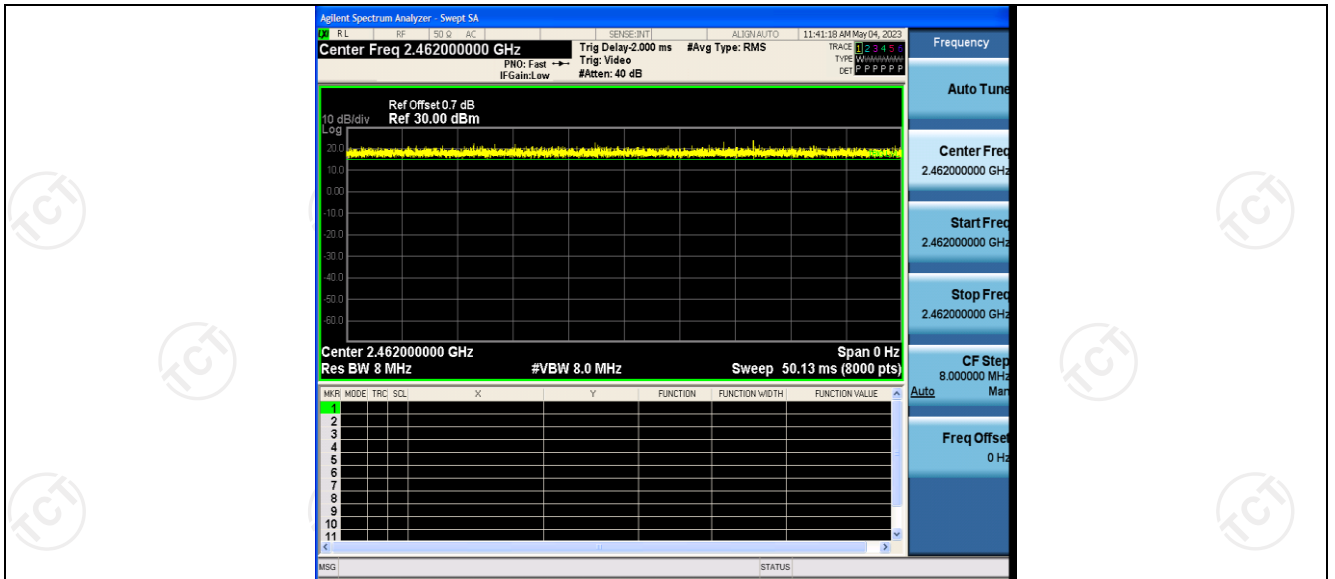 Agilent Spectrum Analyzer - Swept SA
RL RF 50 Ω AC SENSE:INT ALIGN AUTO 11:41:18 AM May 04, 2023
Center Freq 2.462000000 GHz
PNO: Fast
IFGain:Low
Trig Delay-2.000 ms
Trig: Video
#Atten: 40 dB
#Avg Type: RMS
TRACE 1 2 3 4 5 6
TYPE W
DET P P P P P P
Ref Offset 0.7 dB
10 dB/div Ref 30.00 dBm
Log
20.0
10.0
0.00
-10.0
-20.0
-30.0
-40.0
-50.0
-60.0
Center 2.462000000 GHz Span 0 Hz
Res BW 8 MHz #VBW 8.0 MHz Sweep 50.13 ms (8000 pts)
MKR MODE TRC SCL X Y FUNCTION FUNCTION WIDTH FUNCTION VALUE
1
2
3
4
5
6
7
8
9
10
11
MSG STATUS
Frequency
Auto Tune
Center Freq
2.462000000 GHz
Start Freq
2.462000000 GHz
Stop Freq
2.462000000 GHz
CF Step
8.000000 MHz
Auto Man
Freq Offset
0 Hz
TCT
TCT
TCT
TCT
TCT
TCT